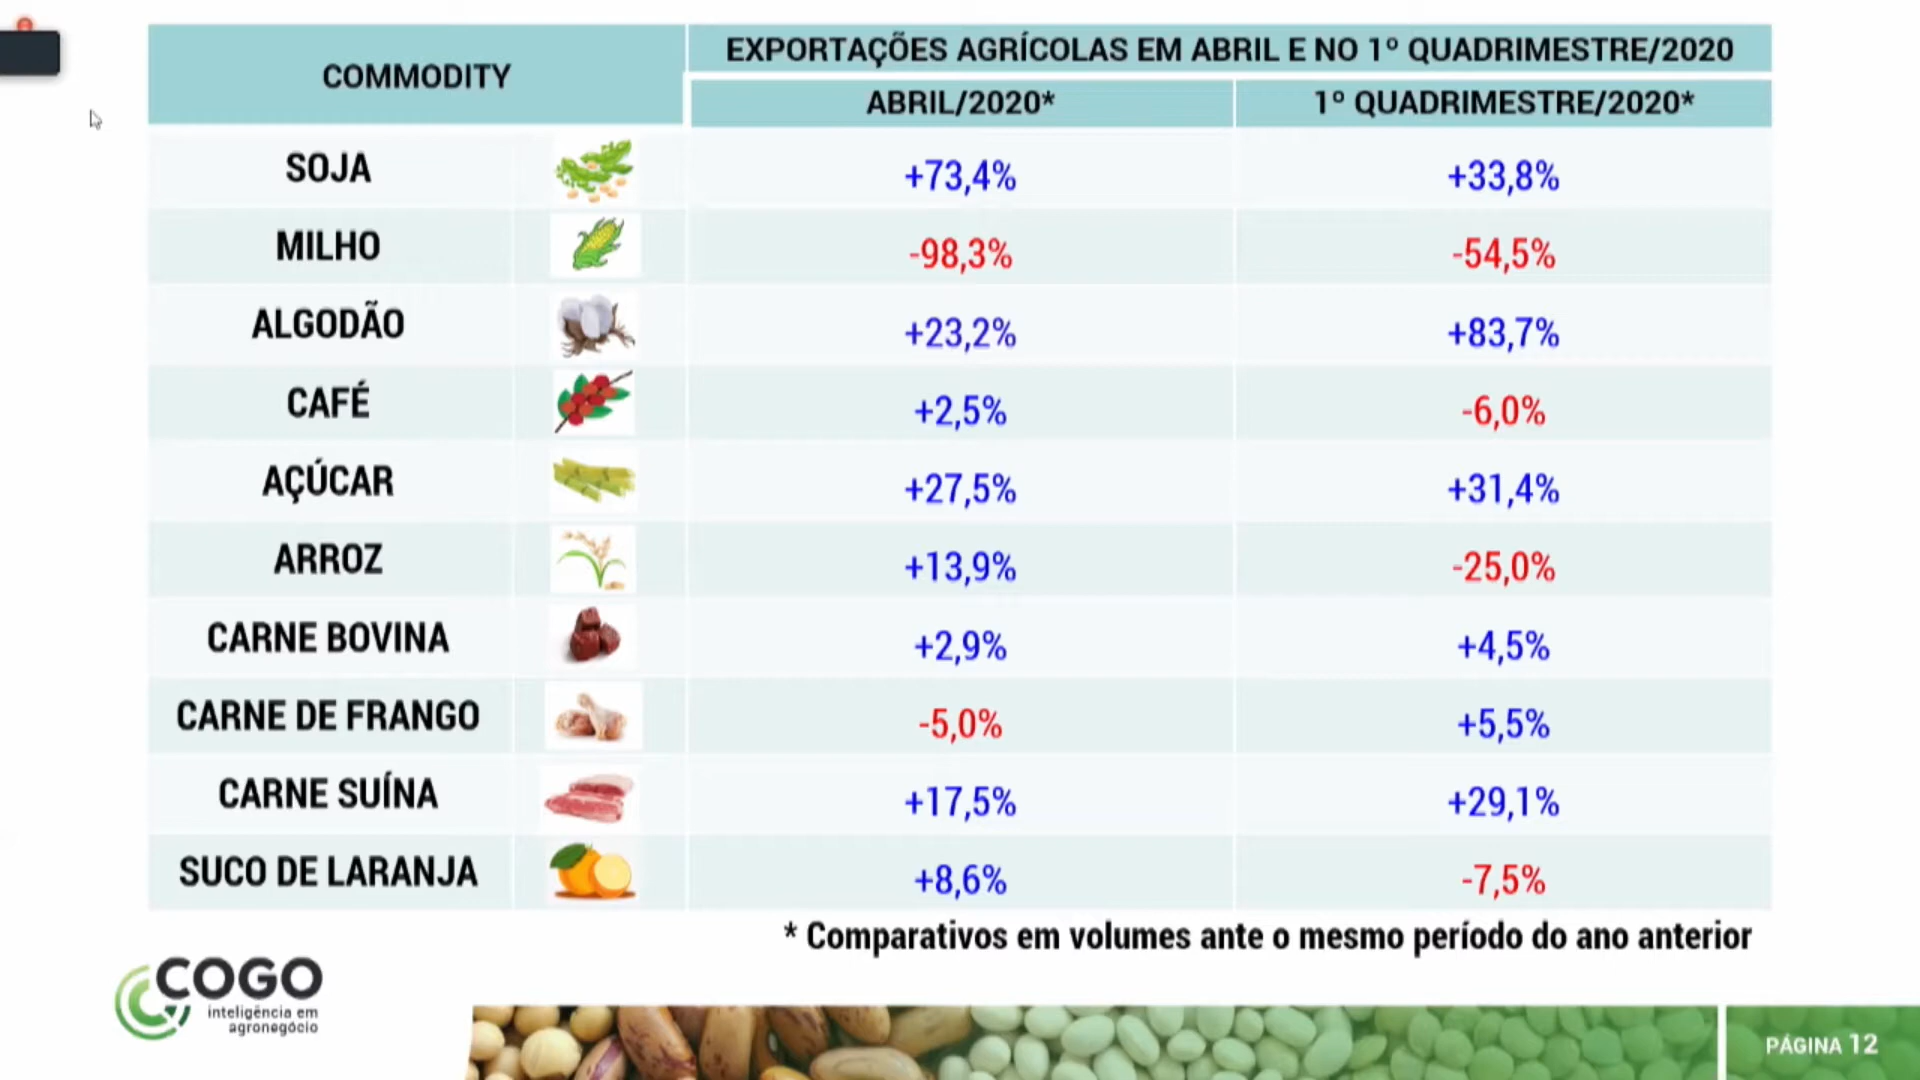 COMMODITY
EXPORTAÇÕES AGRÍCOLAS EM ABRIL E NO 1º QUADRIMESTRE/2020
ABRIL/2020* 1º QUADRIMESTRE/2020*
SOJA +73,4% +33,8%
MILHO -98,3% -54,5%
ALGODÃO +23,2% +83,7%
CAFÉ +2,5% -6,0%
AÇÚCAR +27,5% +31,4%
ARROZ +13,9% -25,0%
CARNE BOVINA +2,9% +4,5%
CARNE DE FRANGO -5,0% +5,5%
CARNE SUÍNA +17,5% +29,1%
SUCO DE LARANJA +8,6% -7,5%
* Comparativos em volumes ante o mesmo período do ano anterior
COGO
inteligência em
agronegócio
PÁGINA 12